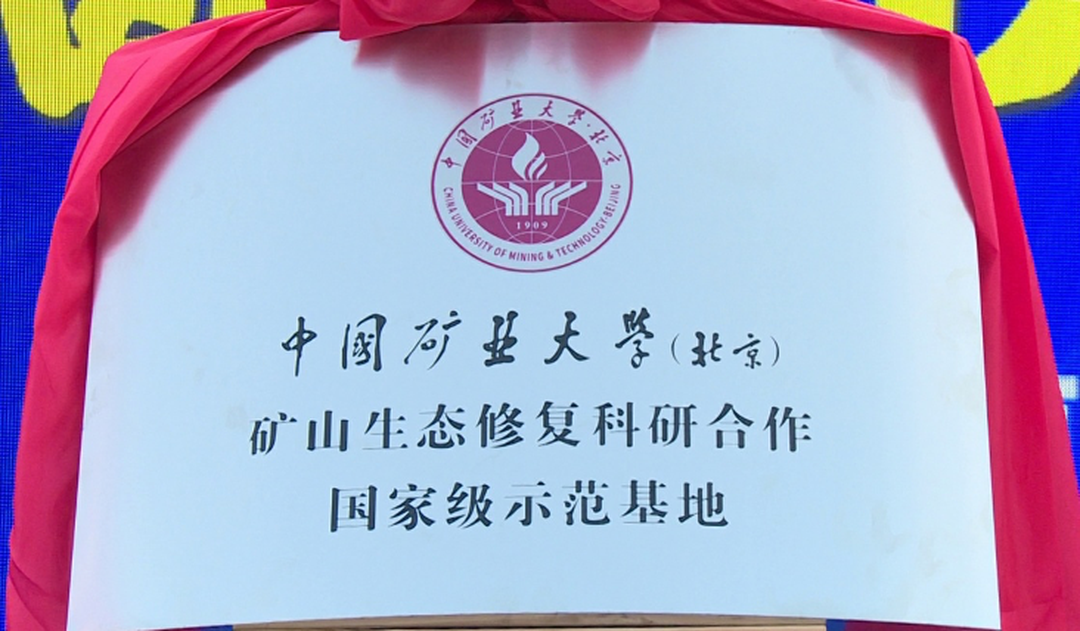 中国矿业大学·北京
1909
CHINA UNIVERSITY OF MINING & TECHNOLOGY·BEIJING
中國矿业大學(北京)
矿山生态修复科研合作
国家级示范基地